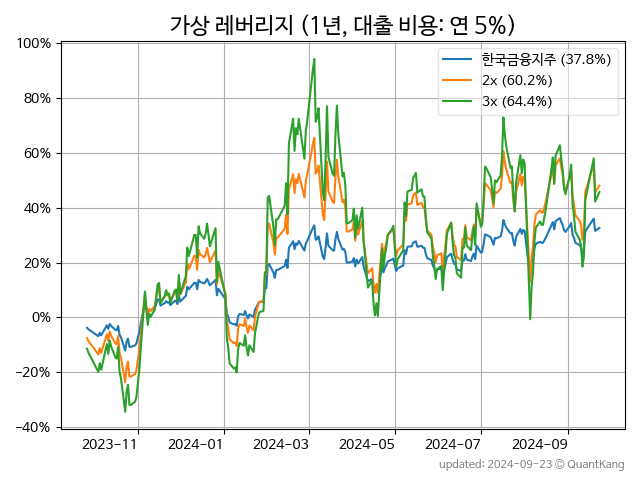 가상 레버리지 (1년, 대출 비용: 연 5%)
한국금융지주 (37.8%)
2x (60.2%)
3x (64.4%)
100%
80%
60%
40%
20%
0%
−20%
−40%
2023-11
2024-01
2024-03
2024-05
2024-07
2024-09
updated: 2024-09-23 © QuantKang